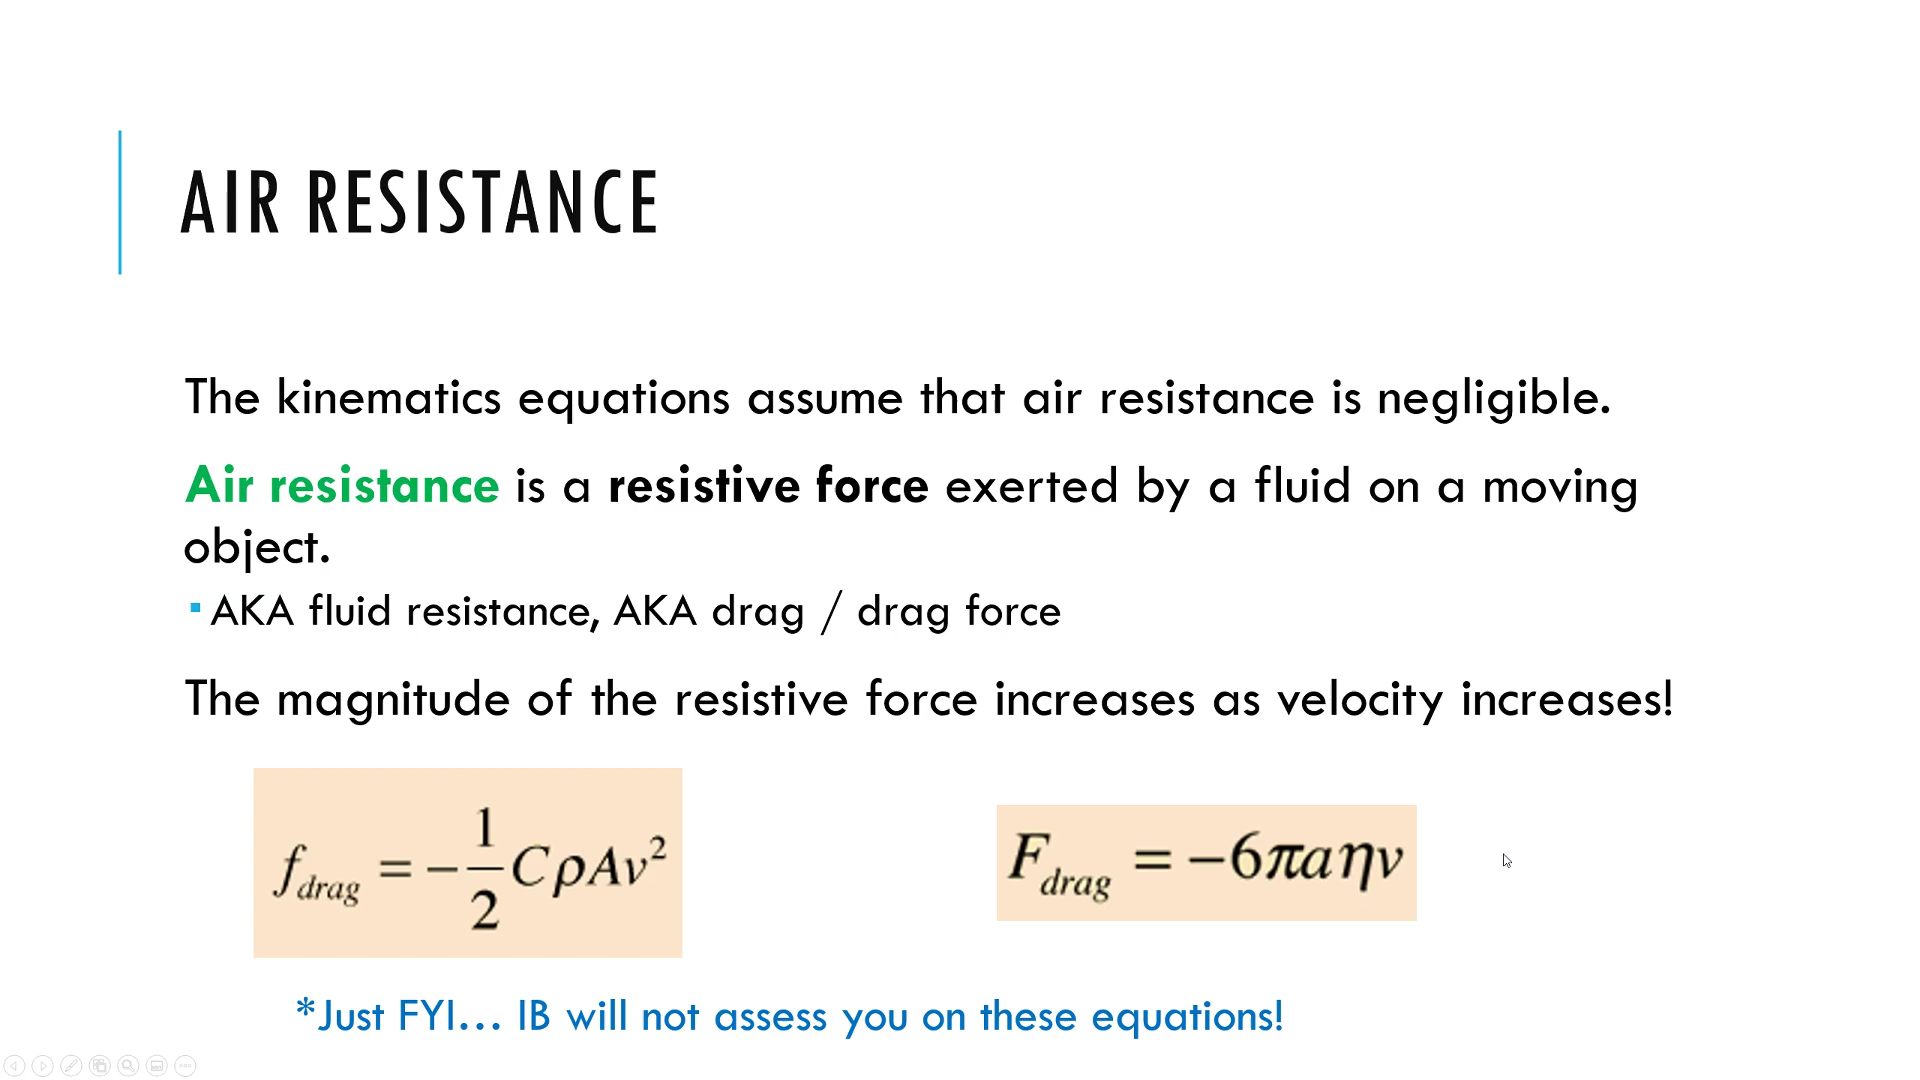 AIR RESISTANCE
The kinematics equations assume that air resistance is negligible.
Air resistance is a resistive force exerted by a fluid on a moving
object.
▪ AKA fluid resistance, AKA drag / drag force
The magnitude of the resistive force increases as velocity increases!
f_drag = −1/2 CρAv²
F_drag = −6πaηv
*Just FYI... IB will not assess you on these equations!